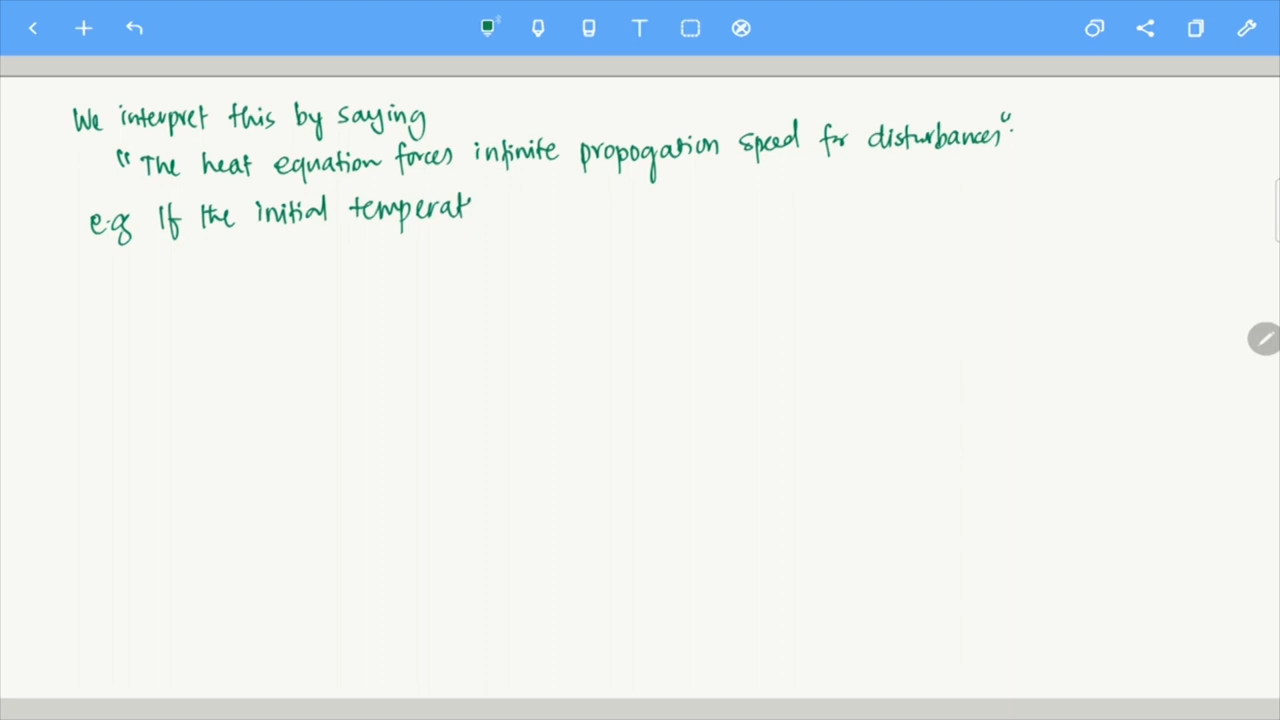 We interpret this by saying
"The heat equation forces infinite propogation speed for disturbances".
e.g If the initial temperat